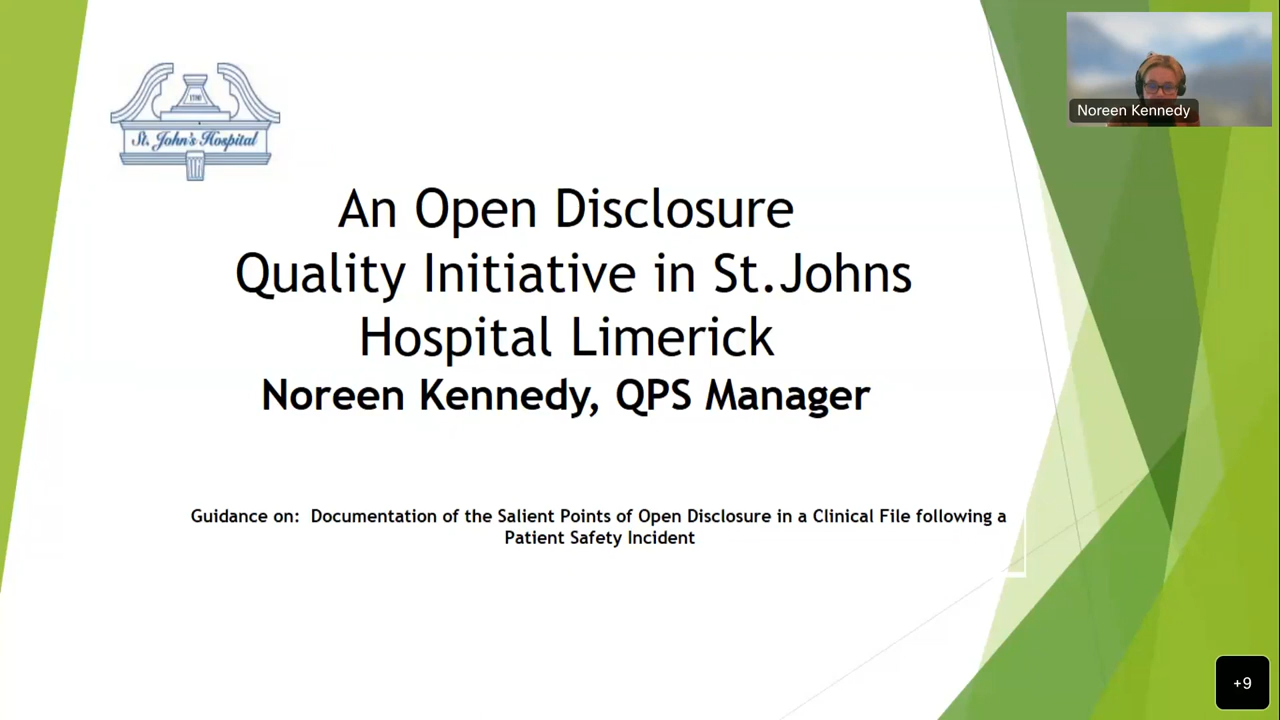 1780
St. John's Hospital
Noreen Kennedy
An Open Disclosure
Quality Initiative in St.Johns
Hospital Limerick
Noreen Kennedy, QPS Manager
Guidance on: Documentation of the Salient Points of Open Disclosure in a Clinical File following a
Patient Safety Incident
+9